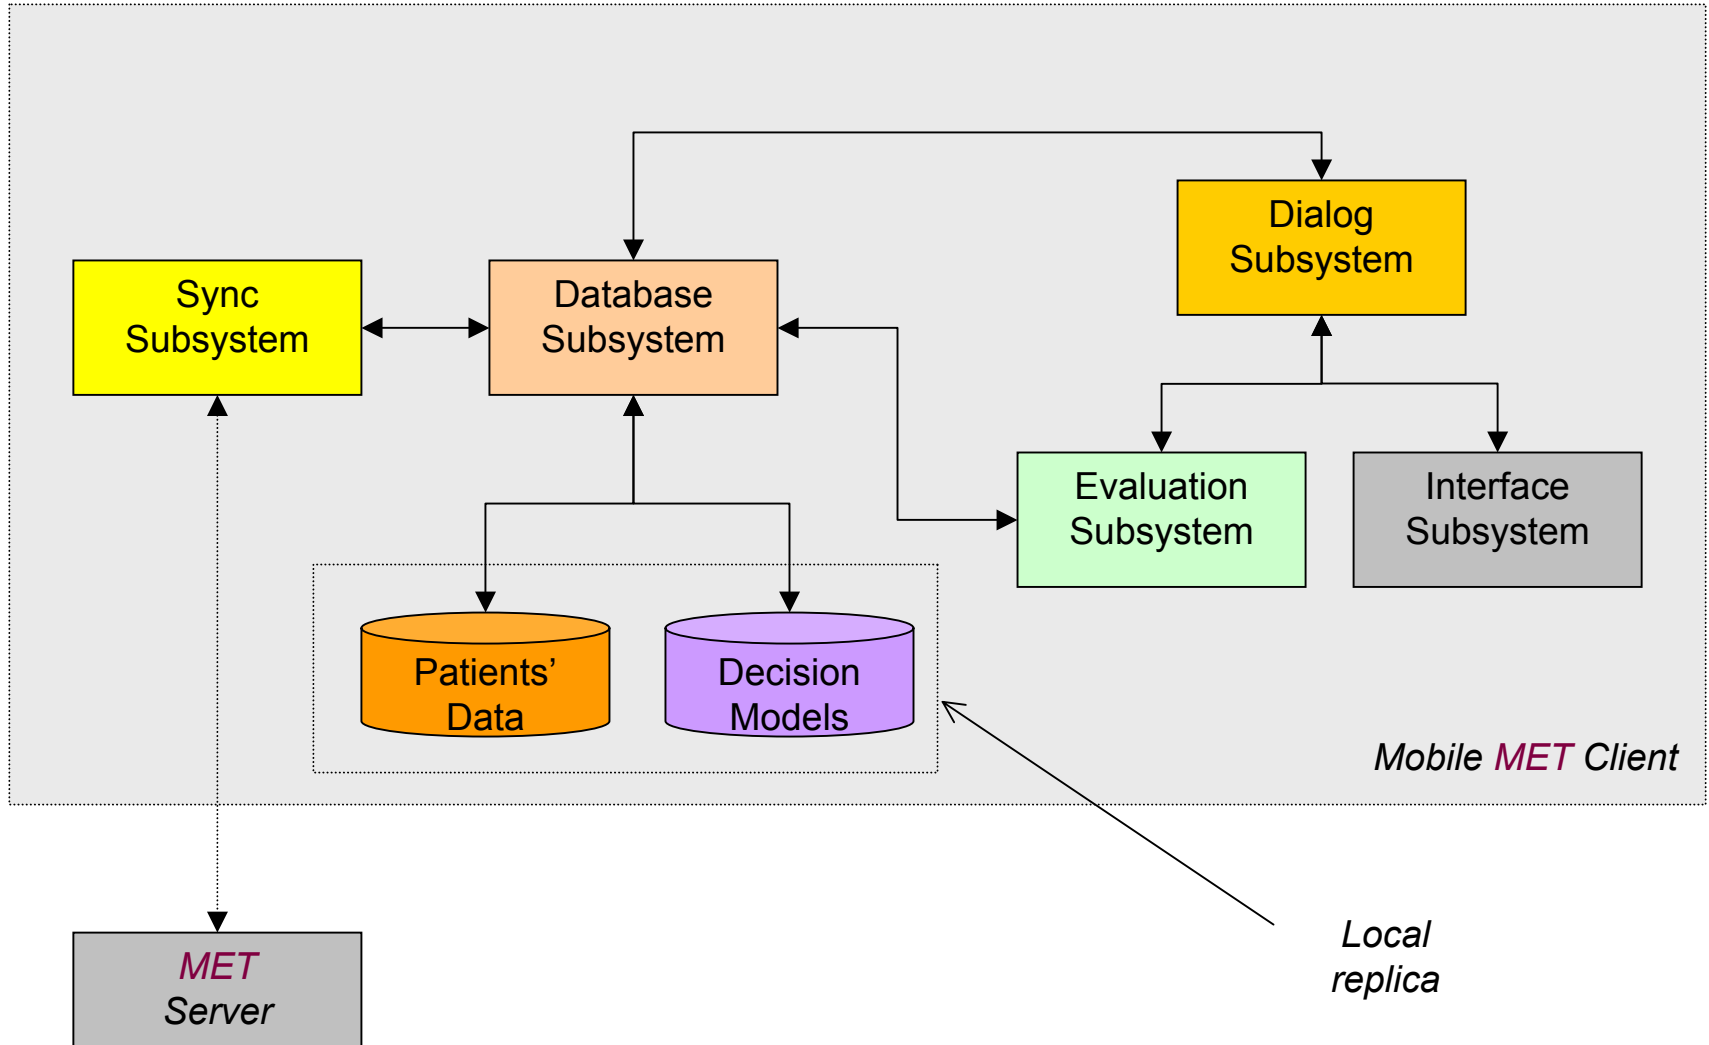 Dialog
Subsystem
Sync
Subsystem
Database
Subsystem
Evaluation
Subsystem
Interface
Subsystem
Patients’
Data
Decision
Models
Mobile MET Client
Local
replica
MET
Server